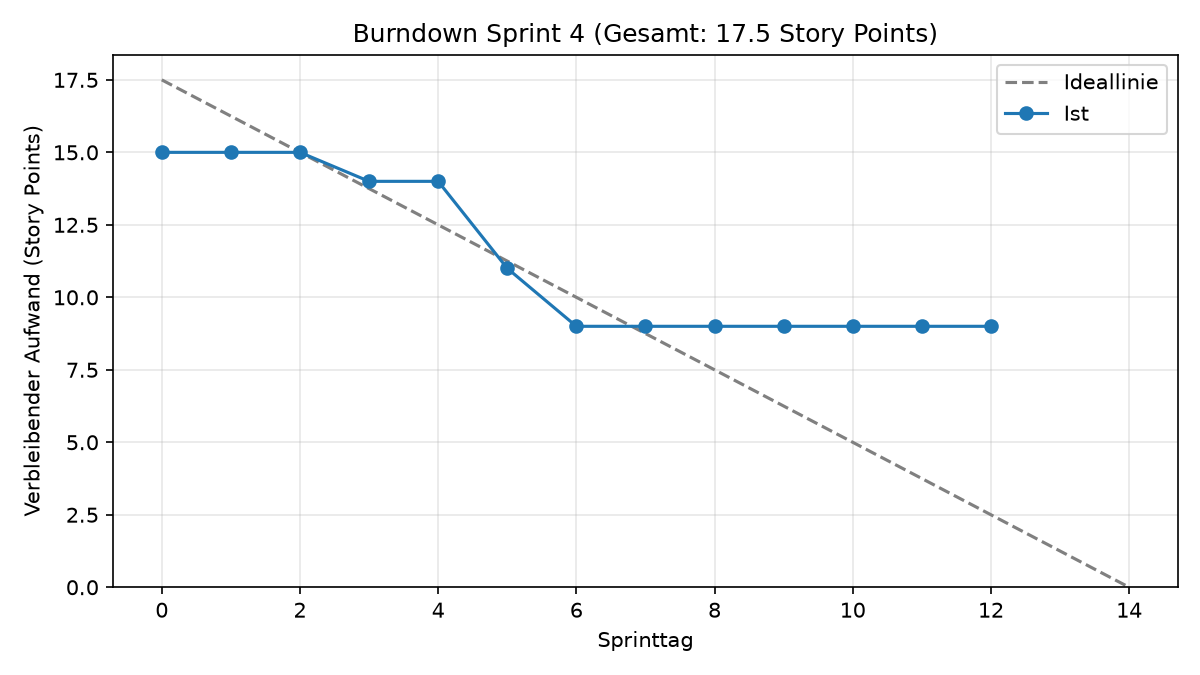 Burndown Sprint 4 (Gesamt: 17.5 Story Points)
Ideallinie
Ist
Verbleibender Aufwand (Story Points)
17.5
15.0
12.5
10.0
7.5
5.0
2.5
0.0
0 2 4 6 8 10 12 14
Sprinttag